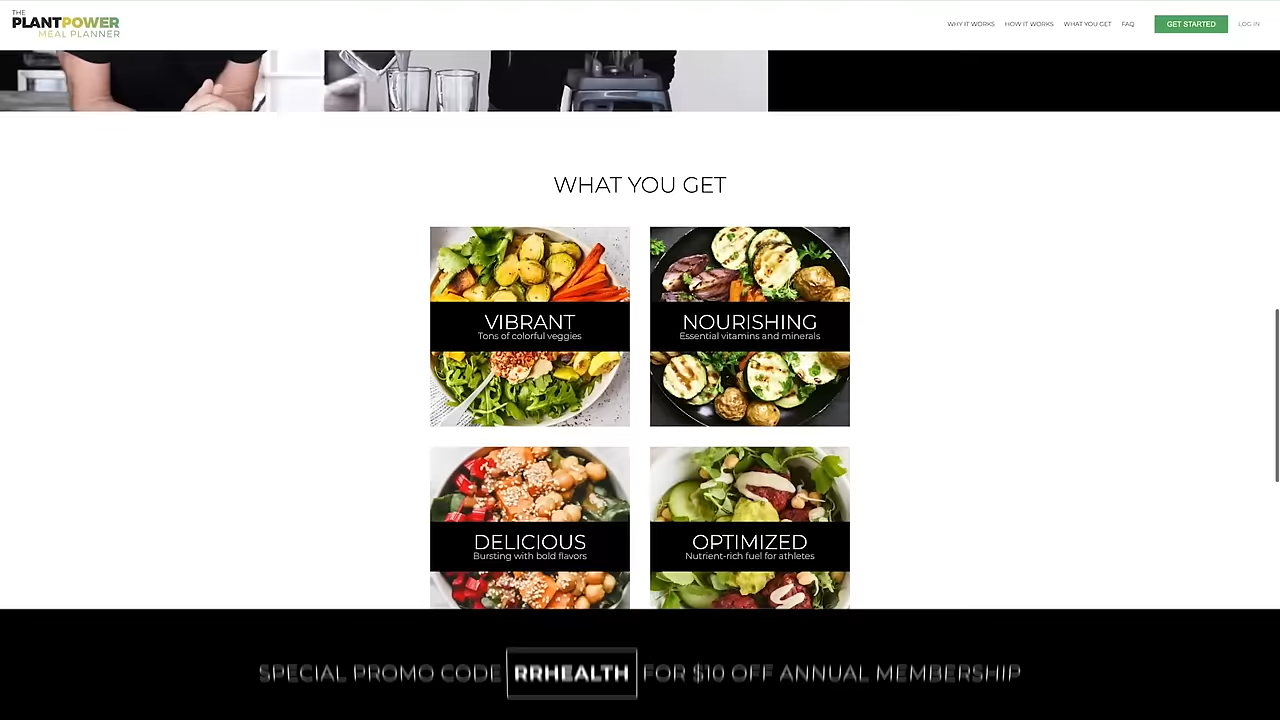 THE
PLANTPOWER
MEAL PLANNER
WHY IT WORKS HOW IT WORKS WHAT YOU GET FAQ GET STARTED LOG IN
WHAT YOU GET
VIBRANT
Tons of colorful veggies
NOURISHING
Essential vitamins and minerals
DELICIOUS
Bursting with bold flavors
OPTIMIZED
Nutrient-rich fuel for athletes
SPECIAL PROMO CODE RRHEALTH FOR $10 OFF ANNUAL MEMBERSHIP